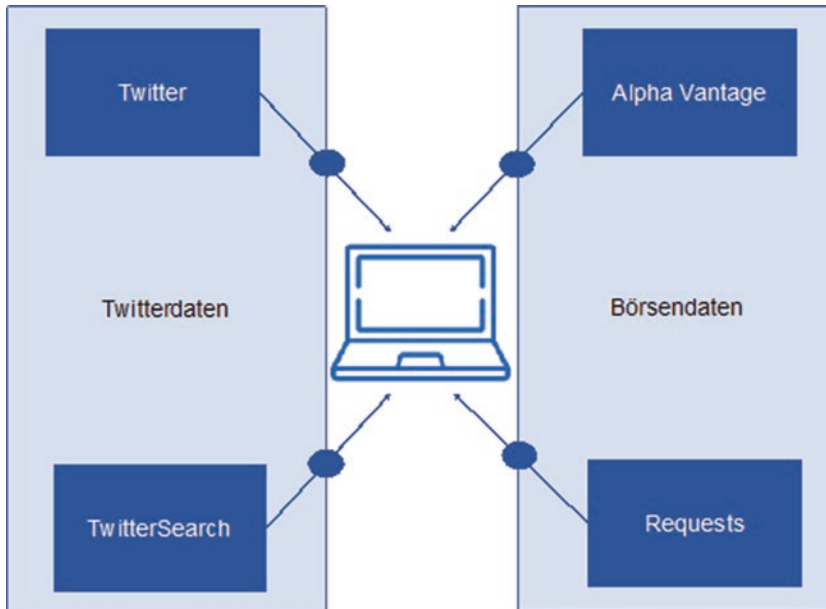 Twitter
Alpha Vantage
Twitterdaten
Börsendaten
TwitterSearch
Requests